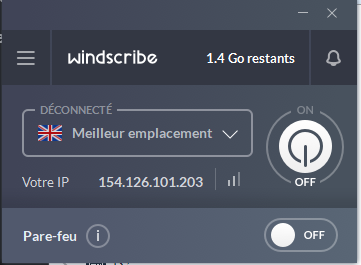 windscribe 1.4 Go restants
DÉCONNECTÉ
ON
Meilleur emplacement
OFF
Votre IP 154.126.101.203
Pare-feu i OFF